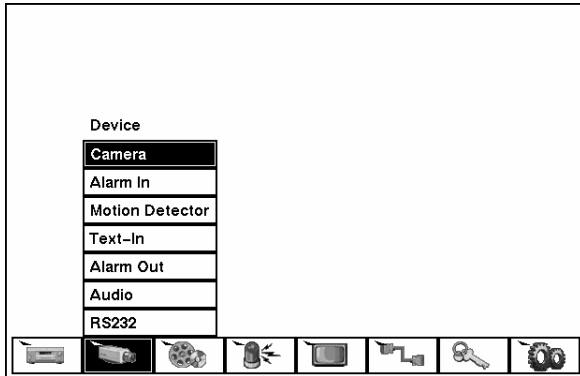 Device
Camera
Alarm In
Motion Detector
Text-In
Alarm Out
Audio
RS232